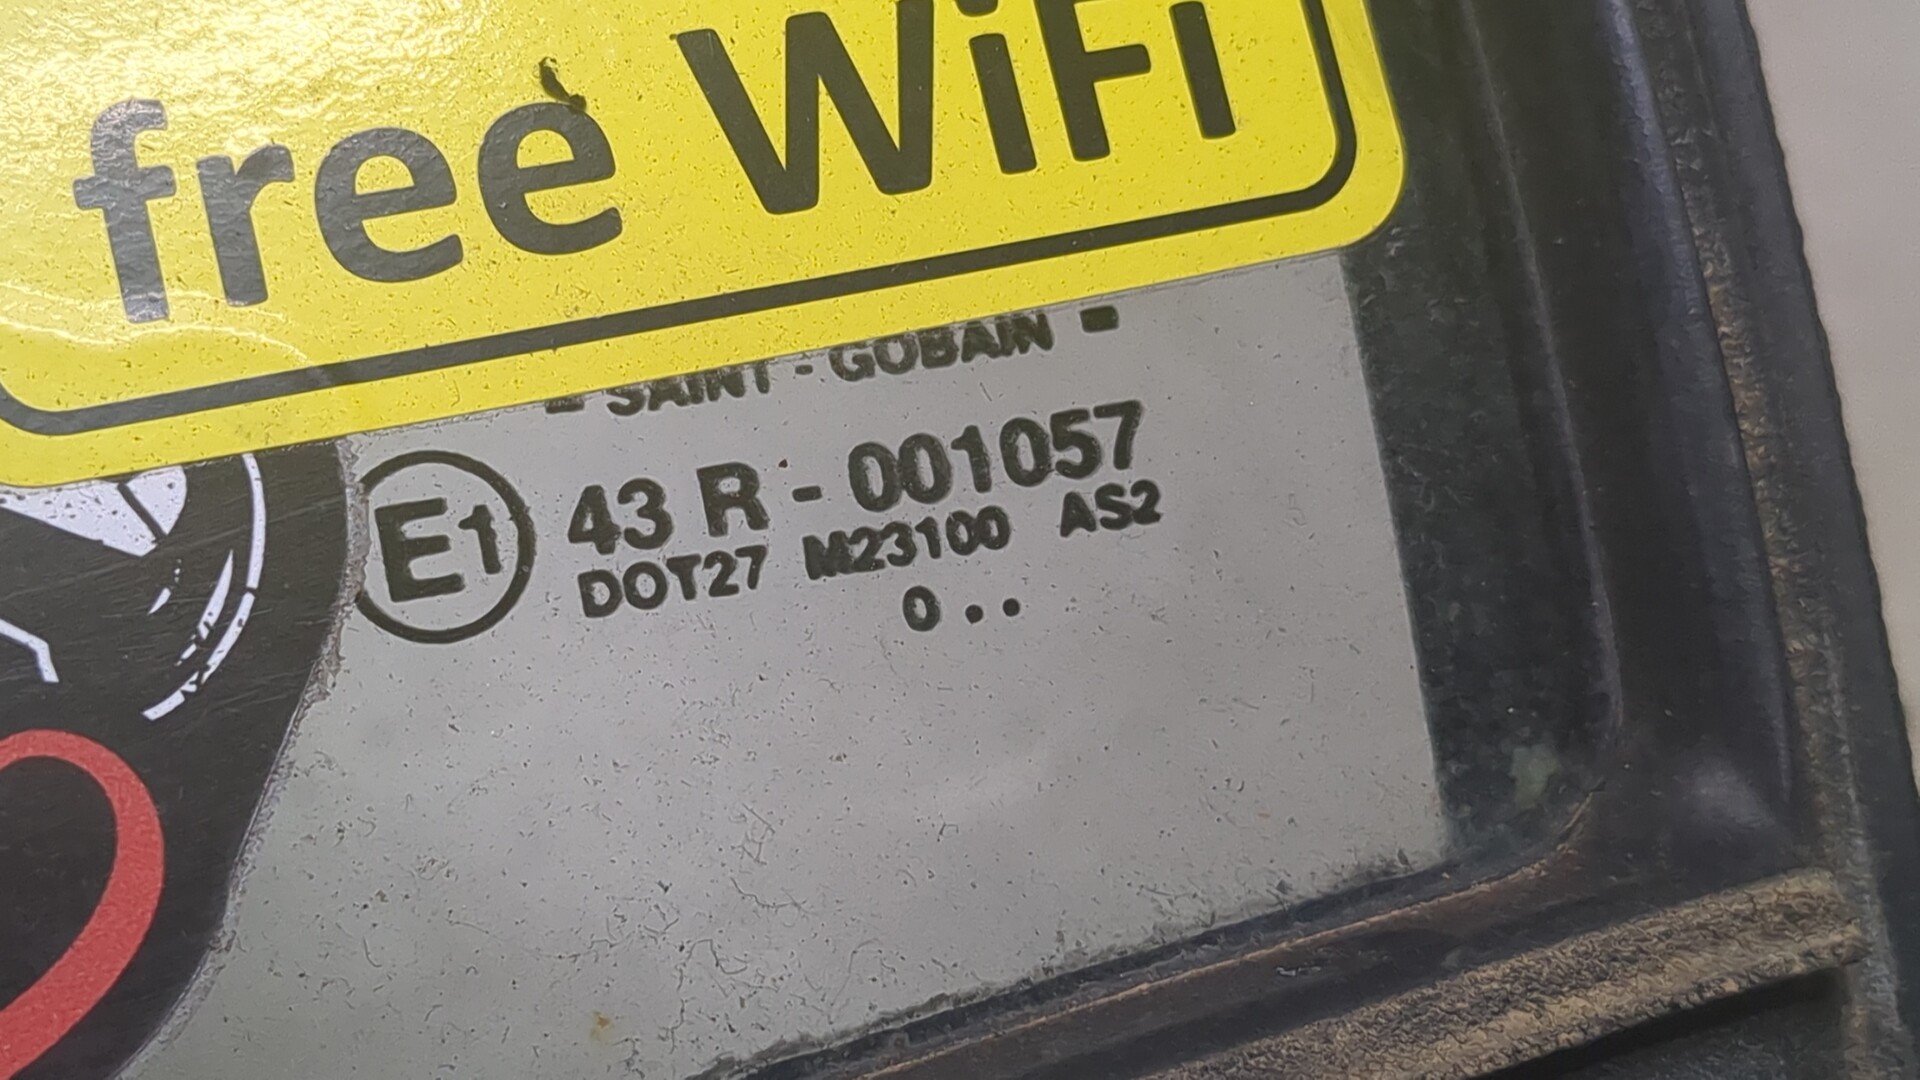 free WiFi
- SAINT - GOBAIN -
E1 43 R - 001057
DOT27 M23100 AS2
0 . .